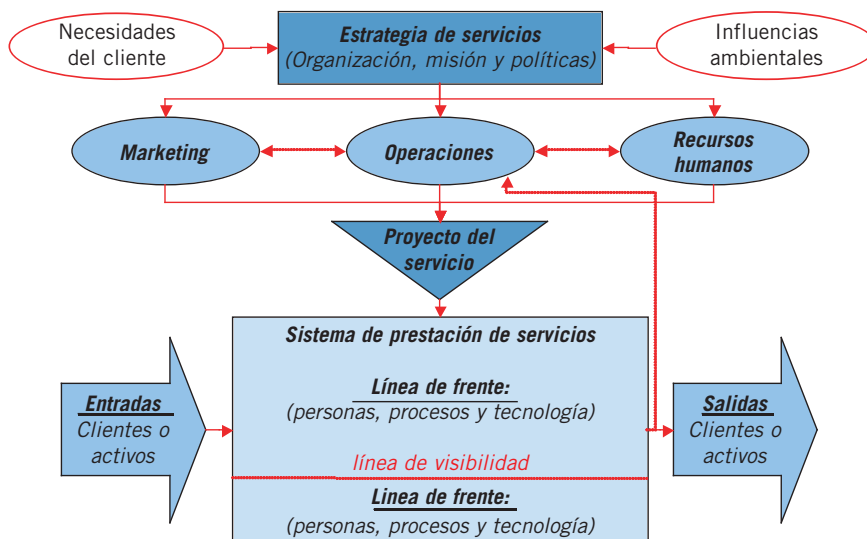 Necesidades
del cliente
Estrategia de servicios
(Organización, misión y políticas)
Influencias
ambientales
Marketing
Operaciones
Recursos
humanos
Proyecto del
servicio
Sistema de prestación de servicios
Línea de frente:
(personas, procesos y tecnología)
Entradas
Clientes o
activos
Salidas
Clientes o
activos
línea de visibilidad
Linea de frente:
(personas, procesos y tecnología)